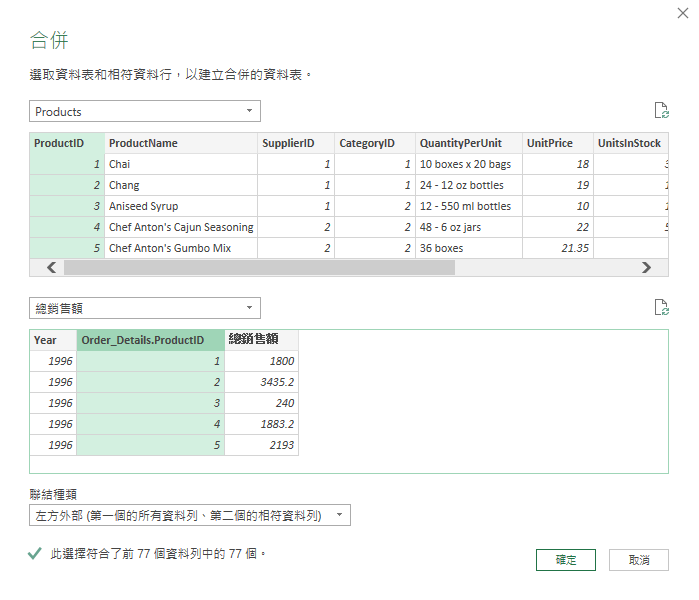 合併
選取資料表和相符資料行，以建立合併的資料表。
Products
ProductID ProductName SupplierID CategoryID QuantityPerUnit UnitPrice UnitsInStock
1 Chai 1 1 10 boxes x 20 bags 18
2 Chang 1 1 24 - 12 oz bottles 19
3 Aniseed Syrup 1 2 12 - 550 ml bottles 10
4 Chef Anton's Cajun Seasoning 2 2 48 - 6 oz jars 22
5 Chef Anton's Gumbo Mix 2 2 36 boxes 21.35
總銷售額
Year Order_Details.ProductID 總銷售額
1996 1 1800
1996 2 3435.2
1996 3 240
1996 4 1883.2
1996 5 2193
聯結種類
左方外部 (第一個的所有資料列、第二個的相符資料列)
此選擇符合了前 77 個資料列中的 77 個。
確定 取消